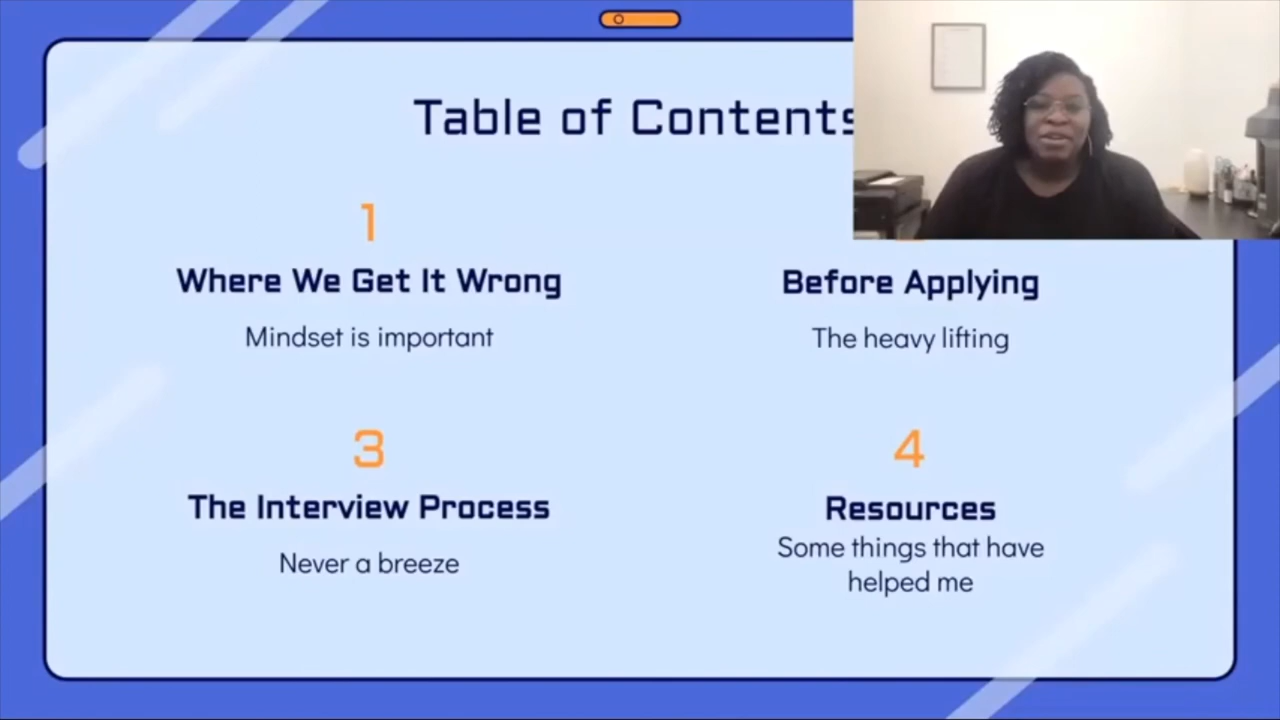 Table of Contents
1
Where We Get It Wrong
Mindset is important
Before Applying
The heavy lifting
3
The Interview Process
Never a breeze
4
Resources
Some things that have
helped me